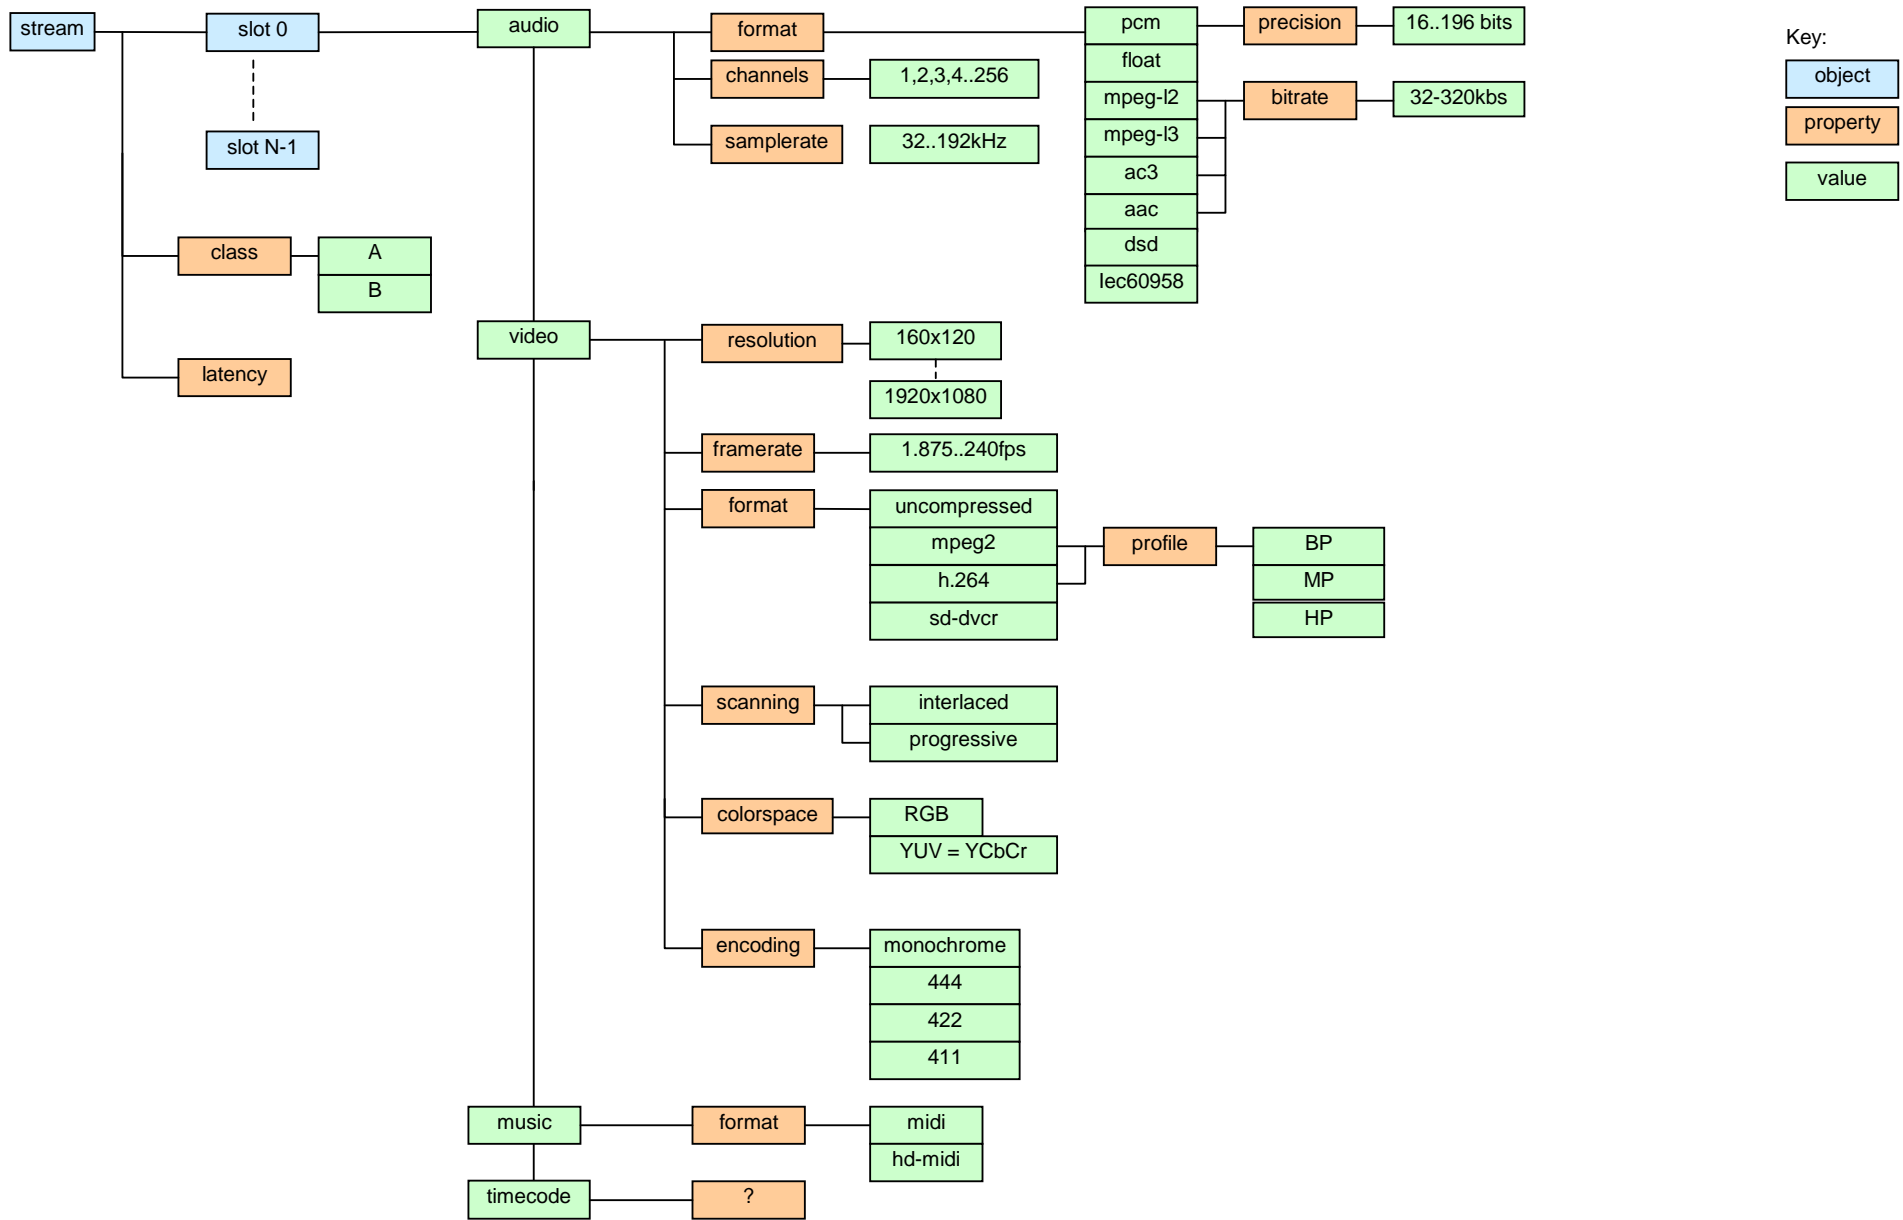 stream
slot 0
audio
format
pcm
precision
16..196 bits
Key:
float
channels
1,2,3,4..256
object
mpeg-l2
bitrate
32-320kbs
property
mpeg-l3
slot N-1
samplerate
32..192kHz
ac3
value
aac
dsd
class
A
Iec60958
B
video
resolution
160x120
latency
1920x1080
framerate
1.875..240fps
format
uncompressed
mpeg2
profile
BP
h.264
MP
sd-dvcr
HP
scanning
interlaced
progressive
colorspace
RGB
YUV = YCbCr
encoding
monochrome
444
422
411
music
format
midi
hd-midi
timecode
?